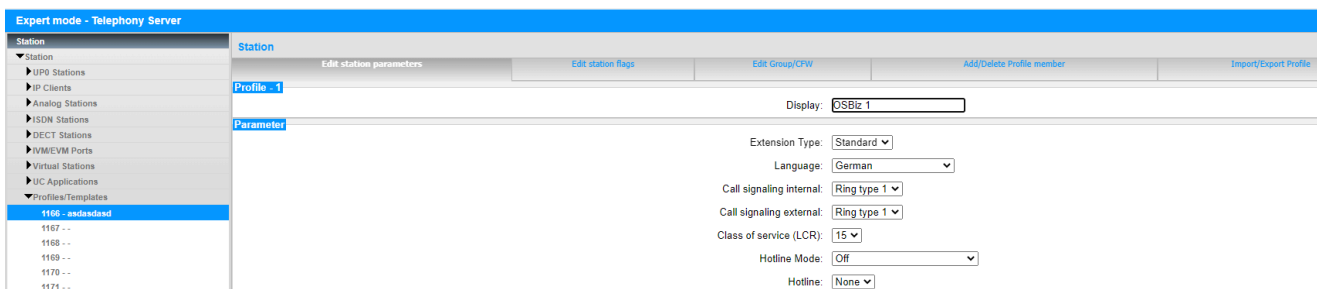 Expert mode - Telephony Server
Station
Station
UP0 Stations
IP Clients
Analog Stations
ISDN Stations
DECT Stations
IVM/EVM Ports
Virtual Stations
UC Applications
Profiles/Templates
1166 - asdasdasd
1167 - -
1168 - -
1169 - -
1170 - -
1171 - -
Station
Edit station parameters Edit station flags Edit Group/CFW Add/Delete Profile member Import/Export Profile
Profile - 1
Display: OSBiz 1
Parameter
Extension Type: Standard
Language: German
Call signaling internal: Ring type 1
Call signaling external: Ring type 1
Class of service (LCR): 15
Hotline Mode: Off
Hotline: None